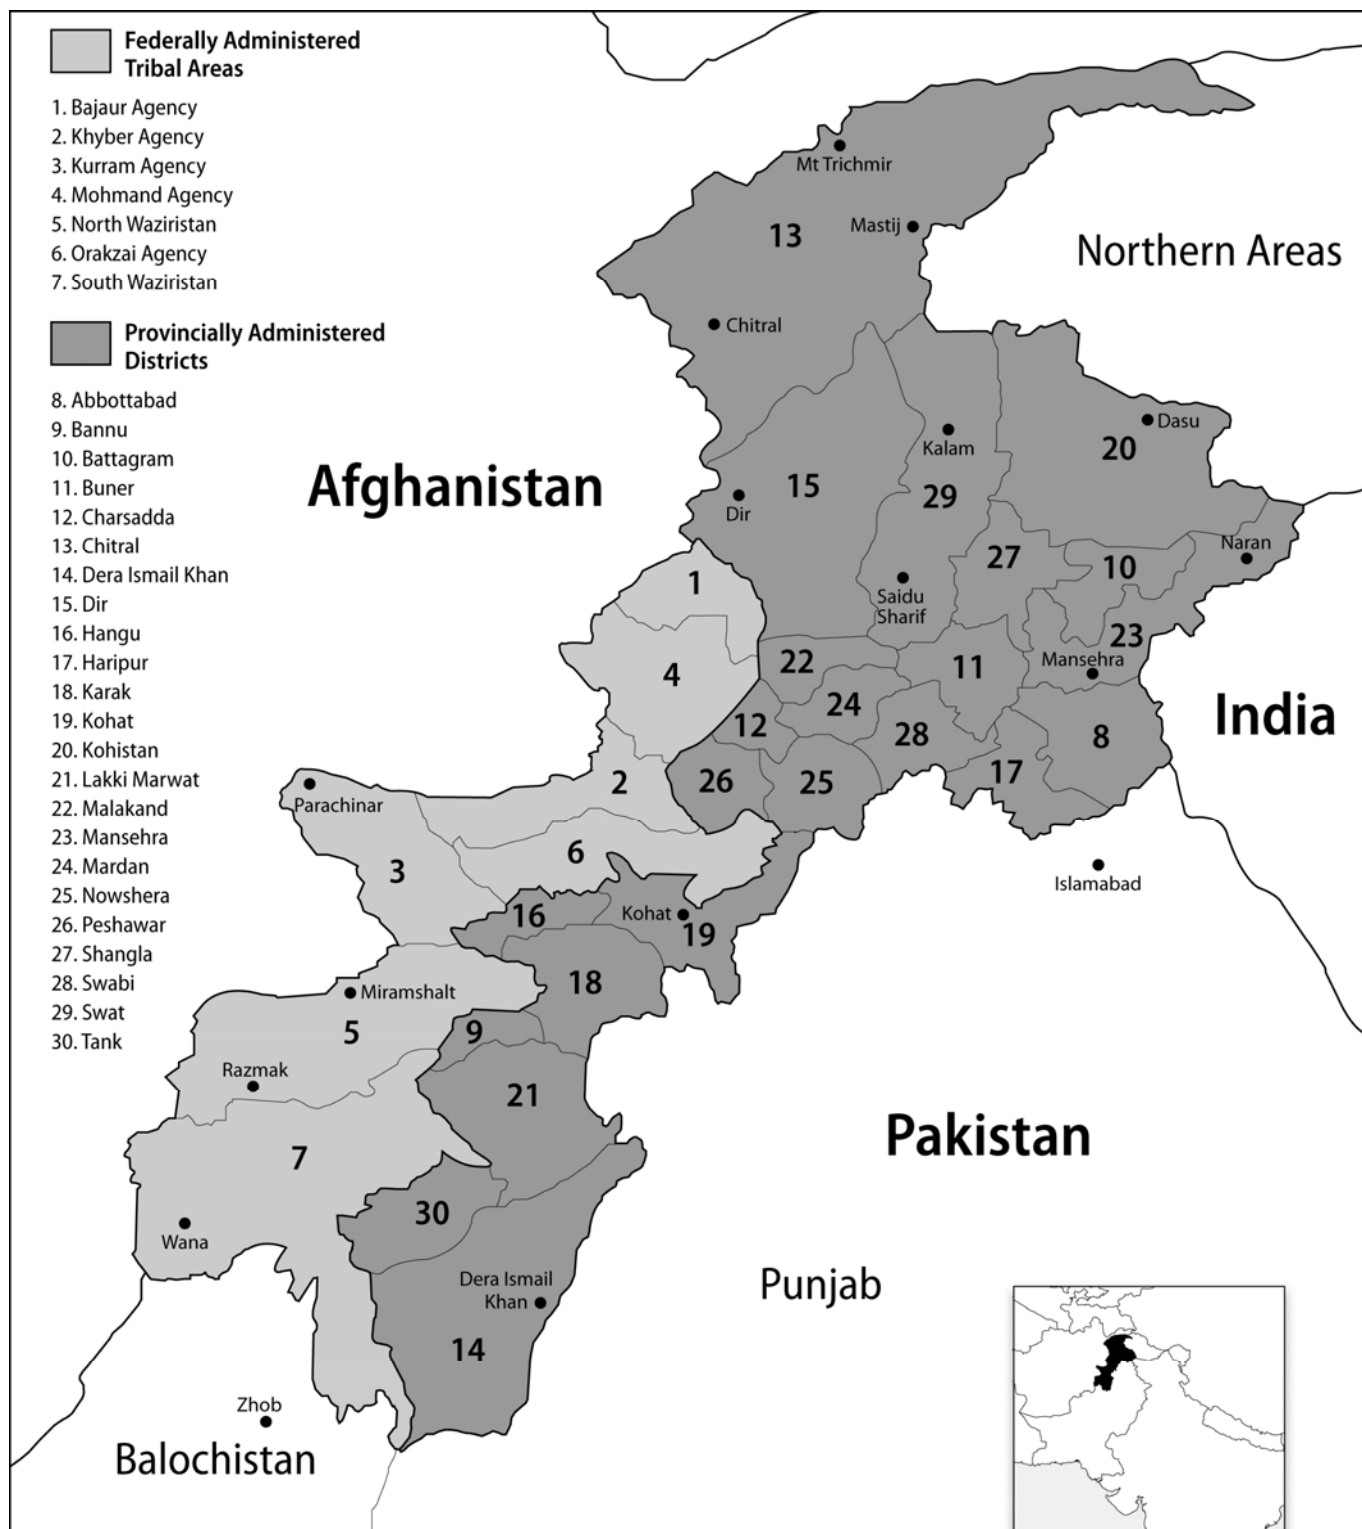 Federally Administered
Tribal Areas
1. Bajaur Agency
2. Khyber Agency
3. Kurram Agency
4. Mohmand Agency
5. North Waziristan
6. Orakzai Agency
7. South Waziristan
Provincially Administered
Districts
8. Abbottabad
9. Bannu
10. Battagram
11. Buner
12. Charsadda
13. Chitral
14. Dera Ismail Khan
15. Dir
16. Hangu
17. Haripur
18. Karak
19. Kohat
20. Kohistan
21. Lakki Marwat
22. Malakand
23. Mansehra
24. Mardan
25. Nowshera
26. Peshawar
27. Shangla
28. Swabi
29. Swat
30. Tank
Mt Trichmir
13
Mastij
Northern Areas
Chitral
Dasu
Kalam
20
Afghanistan
15
29
Dir
Naran
27
10
1
Saidu
Sharif
23
22
11
Mansehra
4
24
India
12
28
8
17
2
26
25
Parachinar
6
3
Islamabad
16
Kohat
19
18
Miramshalt
5
9
Razmak
21
Pakistan
7
30
Wana
Dera Ismail
Khan
Punjab
14
Zhob
Balochistan